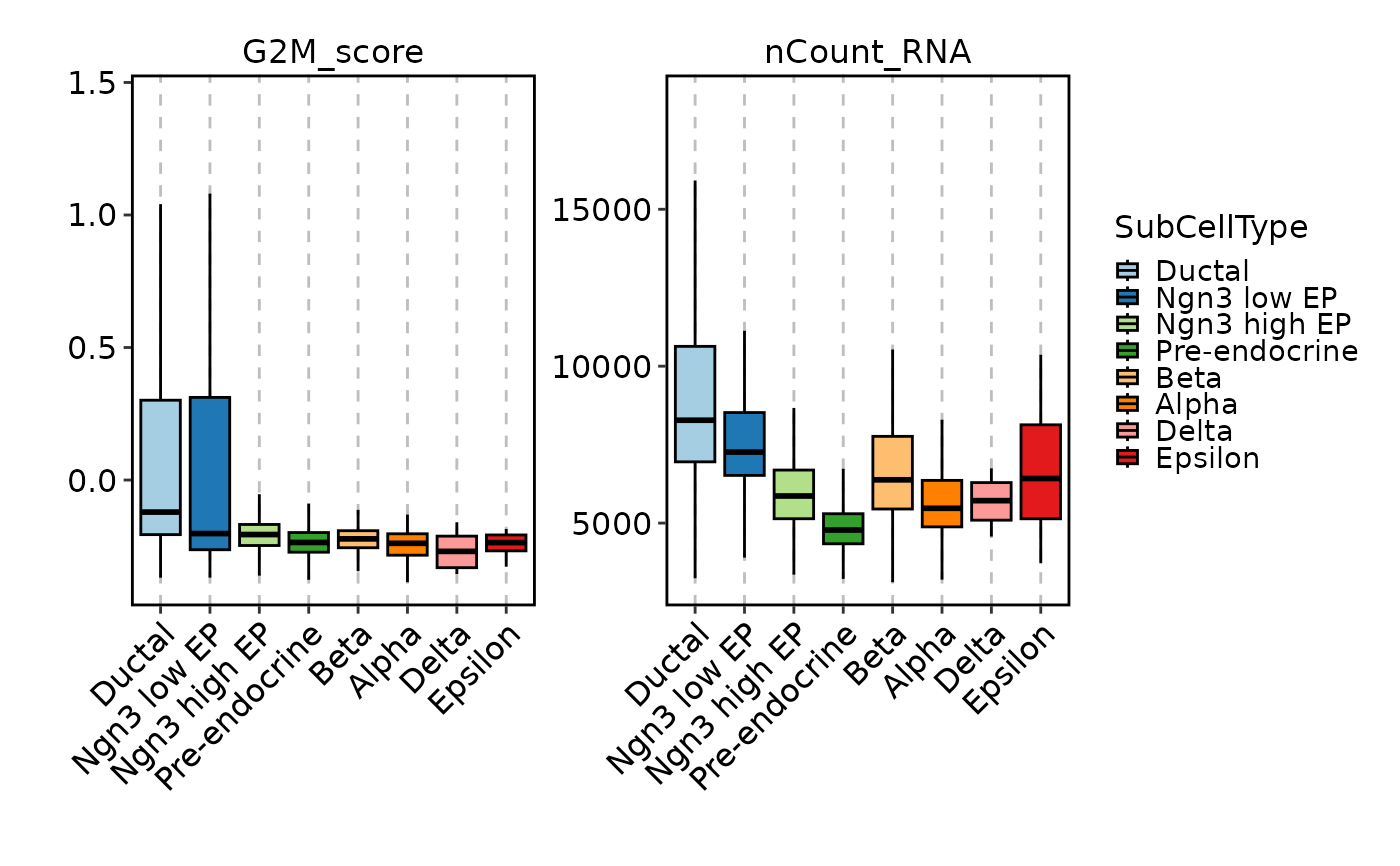 G2M_score
1.5
1.0
0.5
0.0
Ductal
Ngn3 low EP
Ngn3 high EP
Pre-endocrine
Beta
Alpha
Delta
Epsilon
nCount_RNA
15000
10000
5000
Ductal
Ngn3 low EP
Ngn3 high EP
Pre-endocrine
Beta
Alpha
Delta
Epsilon
SubCellType
Ductal
Ngn3 low EP
Ngn3 high EP
Pre-endocrine
Beta
Alpha
Delta
Epsilon